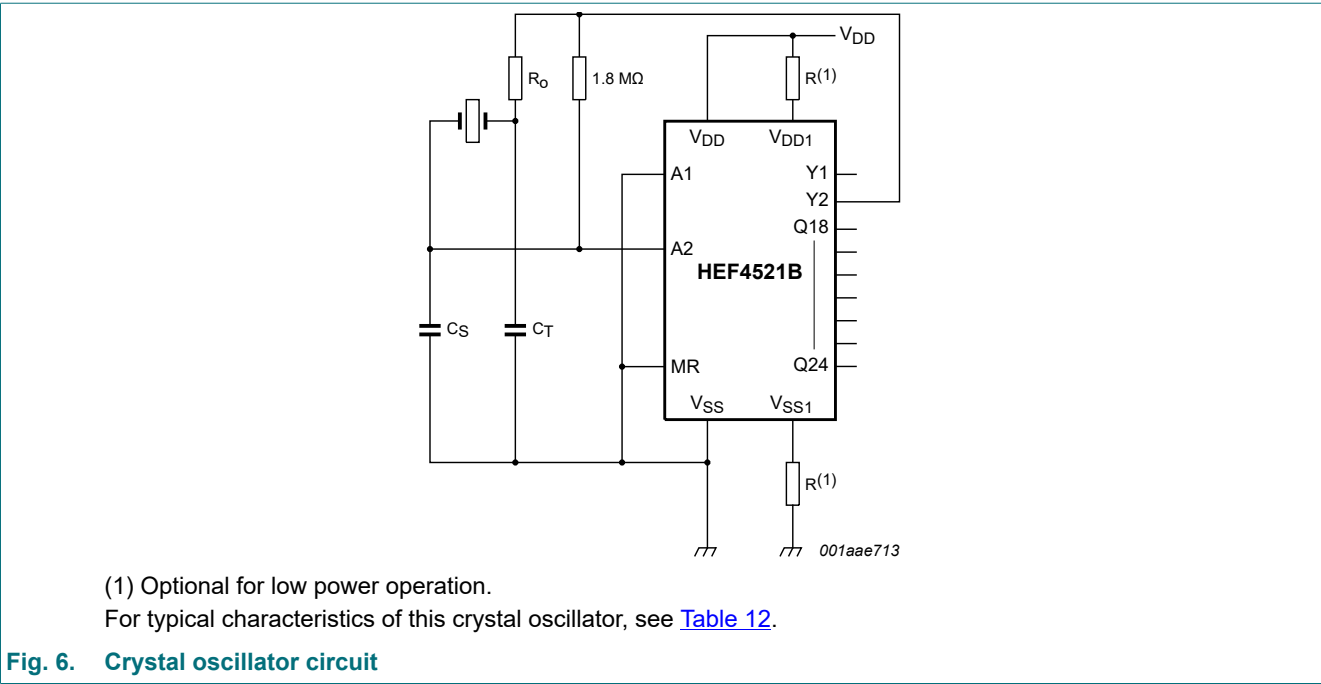 VDD
Ro
1.8 MΩ
R(1)
VDD
VDD1
A1
Y1
Y2
Q18
A2
HEF4521B
CS
CT
MR
Q24
VSS
VSS1
R(1)
001aae713
(1) Optional for low power operation.
For typical characteristics of this crystal oscillator, see Table 12.
Fig. 6. Crystal oscillator circuit